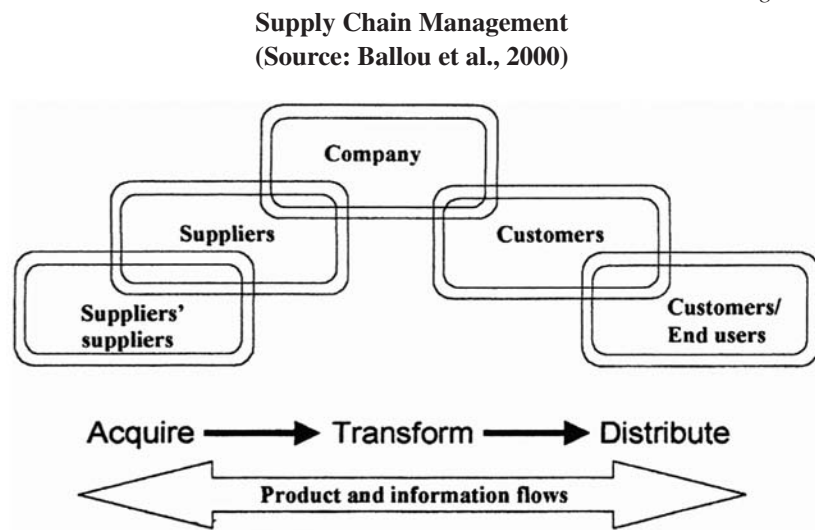 Supply Chain Management
(Source: Ballou et al., 2000)
Company
Suppliers
Customers
Suppliers’
suppliers
Customers/
End users
Acquire
Transform
Distribute
Product and information flows